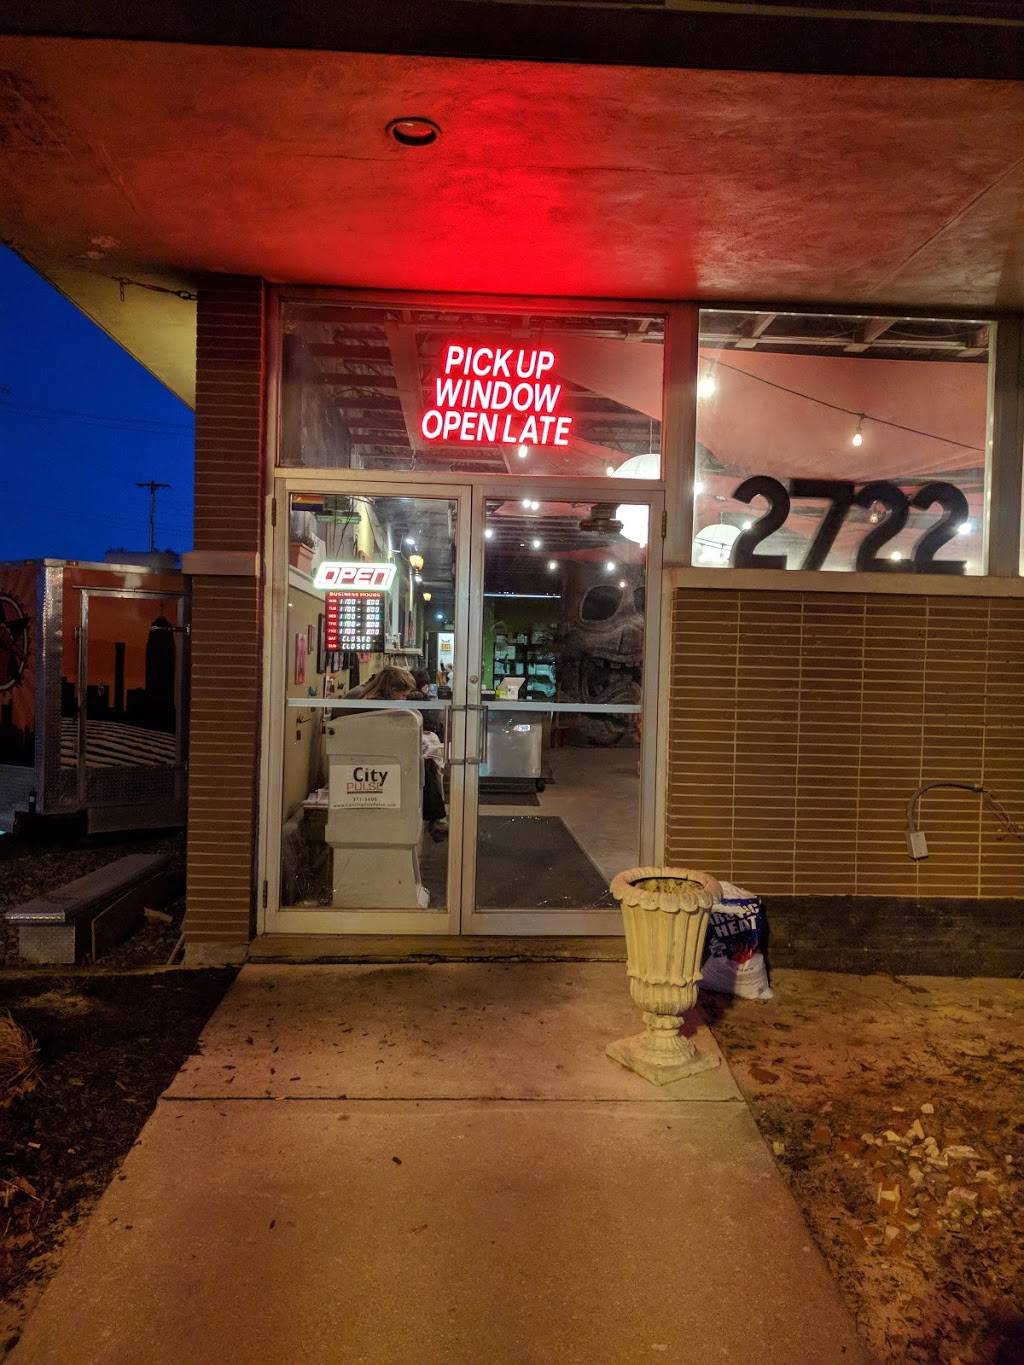 PICK UP
WINDOW
OPEN LATE
2722
OPEN
BUSINESS HOURS
CLOSED
CLOSED
City
PULSE
HEAT